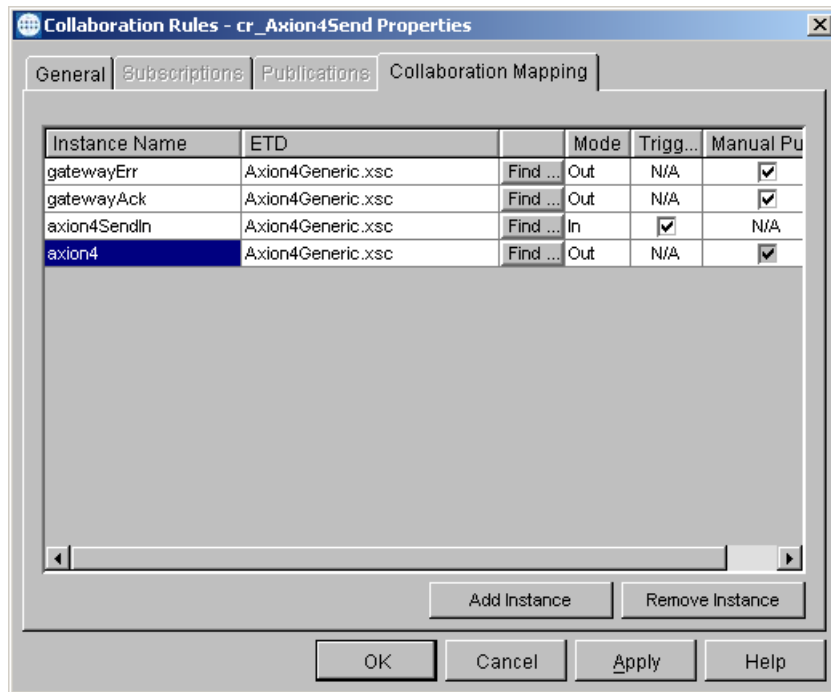 Collaboration Rules - cr_Axion4Send Properties
General Subscriptions Publications Collaboration Mapping
Instance Name ETD Mode Trigg... Manual Pu
gatewayErr Axion4Generic.xsc Find ... Out N/A
gatewayAck Axion4Generic.xsc Find ... Out N/A
axion4SendIn Axion4Generic.xsc Find ... In N/A
axion4 Axion4Generic.xsc Find ... Out N/A
Add Instance Remove Instance
OK Cancel Apply Help